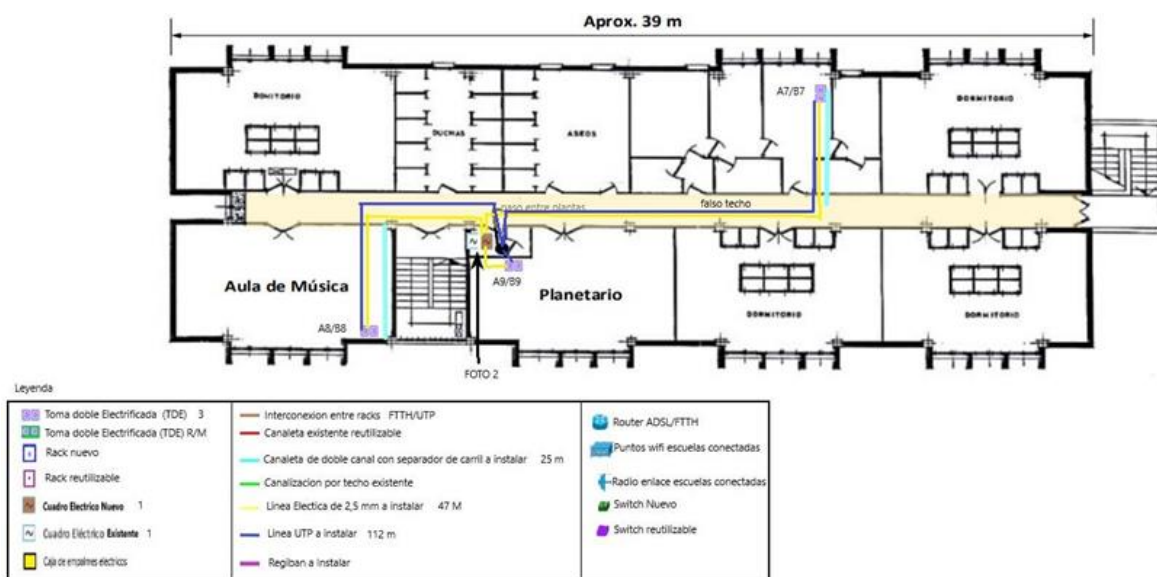 Aprox. 39 m
A7/B7
DOMITORIO
DORMITORIO
DUCHAS
ASEOS
paso entre plantas
falso techo
Aula de Música
A9/B9
Planetario
A8/B8
DORMITORIO
DORMITORIO
FOTO 2
Leyenda
Toma doble Electrificada (TDE) 3
Toma doble Electrificada (TDE) R/M
Rack nuevo
Rack reutilizable
Cuadro Electrico Nuevo 1
Cuadro Eléctrico Existente 1
Caja de empalmes electricos
Interconexion entre racks FTTH/UTP
Canaleta existente reutilizable
Canaleta de doble canal con separador de carril a instalar 25 m
Canalizacion por techo existente
Linea Electica de 2,5 mm a instalar 47 M
Linea UTP a instalar 112 m
Regiban a instalar
Router ADSL/FTTH
Puntos wifi escuelas conectadas
Radio enlace escuelas conectadas
Switch Nuevo
Switch reutilizable